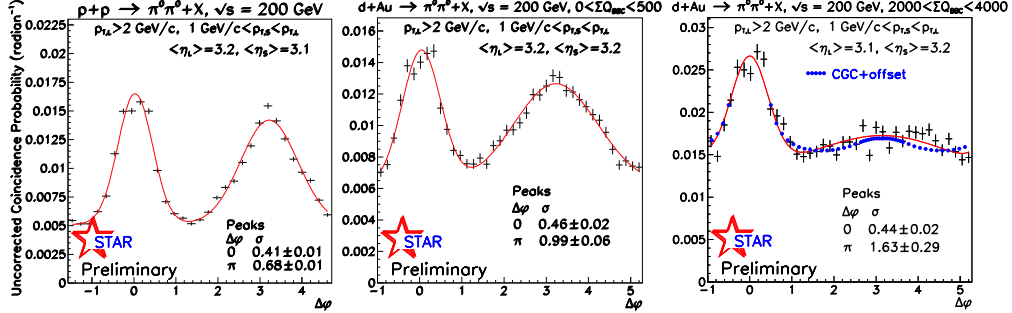 p+p → π⁰π⁰+X, √s = 200 GeV
p_T,L>2 GeV/c, 1 GeV/c<p_T,S<p_T,L
<η_L>=3.2, <η_S>=3.1
Uncorrected Coincidence Probability (radian⁻¹)
0.0225
0.02
0.0175
0.015
0.0125
0.01
0.0075
0.005
0.0025
0
Peaks
Δφ σ
0 0.41±0.01
π 0.68±0.01
STAR
Preliminary
-1 0 1 2 3 4
Δφ
d+Au → π⁰π⁰+X, √s = 200 GeV, 0<ΣQ_BBC<500
p_T,L>2 GeV/c, 1 GeV/c<p_T,S<p_T,L
<η_L>=3.2, <η_S>=3.2
0.016
0.014
0.012
0.01
0.008
0.006
0.004
0.002
0
Peaks
Δφ σ
0 0.46±0.02
π 0.99±0.06
STAR
Preliminary
-1 0 1 2 3 4 5
Δφ
d+Au → π⁰π⁰+X, √s = 200 GeV, 2000<ΣQ_BBC<4000
p_T,L>2 GeV/c, 1 GeV/c<p_T,S<p_T,L
<η_L>=3.1, <η_S>=3.2
CGC+offset
0.03
0.025
0.02
0.015
0.01
0.005
0
Peaks
Δφ σ
0 0.44±0.02
π 1.63±0.29
STAR
Preliminary
-1 0 1 2 3 4 5
Δφ